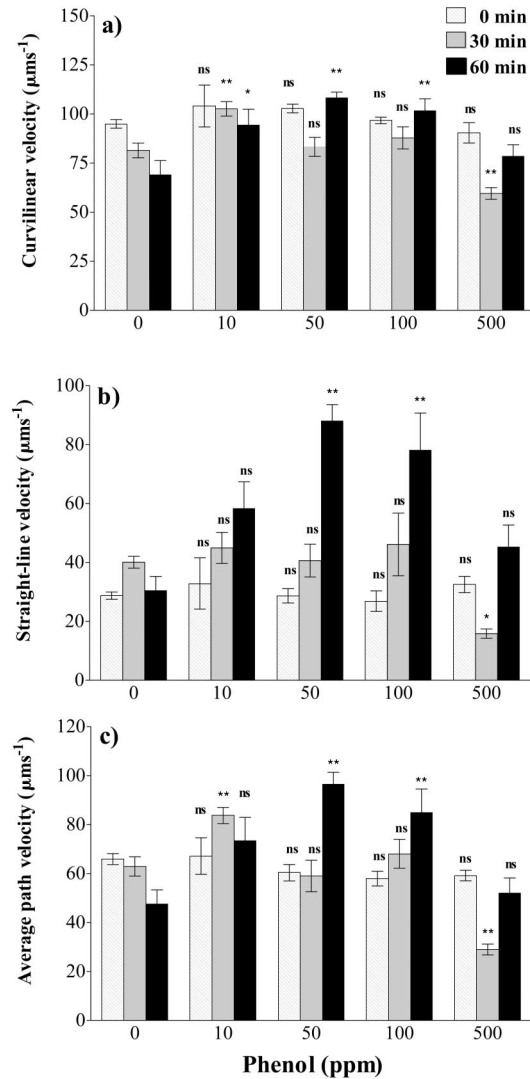 a)
0 min
30 min
60 min
Curvilinear velocity (μms-1)
150
125
100
75
50
25
0
ns ** *
ns ns **
ns ns **
ns ** ns
0 10 50 100 500
b)
Straight-line velocity (μms-1)
100
80
60
40
20
0
ns ns ns
ns ns **
ns ns **
ns * ns
0 10 50 100 500
c)
Average path velocity (μms-1)
120
100
80
60
40
20
0
ns ** ns
ns ns **
ns ns **
ns ** ns
0 10 50 100 500
Phenol (ppm)